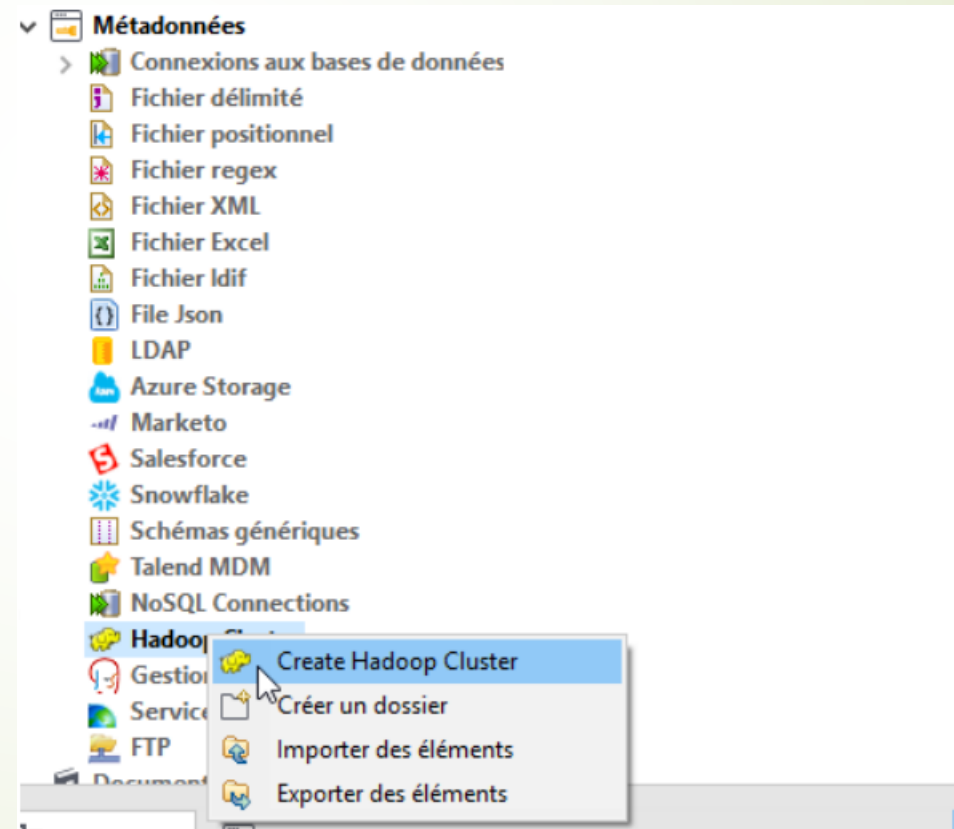 Métadonnées
Connexions aux bases de données
Fichier délimité
Fichier positionnel
Fichier regex
Fichier XML
Fichier Excel
Fichier ldif
File Json
LDAP
Azure Storage
Marketo
Salesforce
Snowflake
Schémas génériques
Talend MDM
NoSQL Connections
Hadoop
Create Hadoop Cluster
Créer un dossier
FTP
Importer des éléments
Exporter des éléments